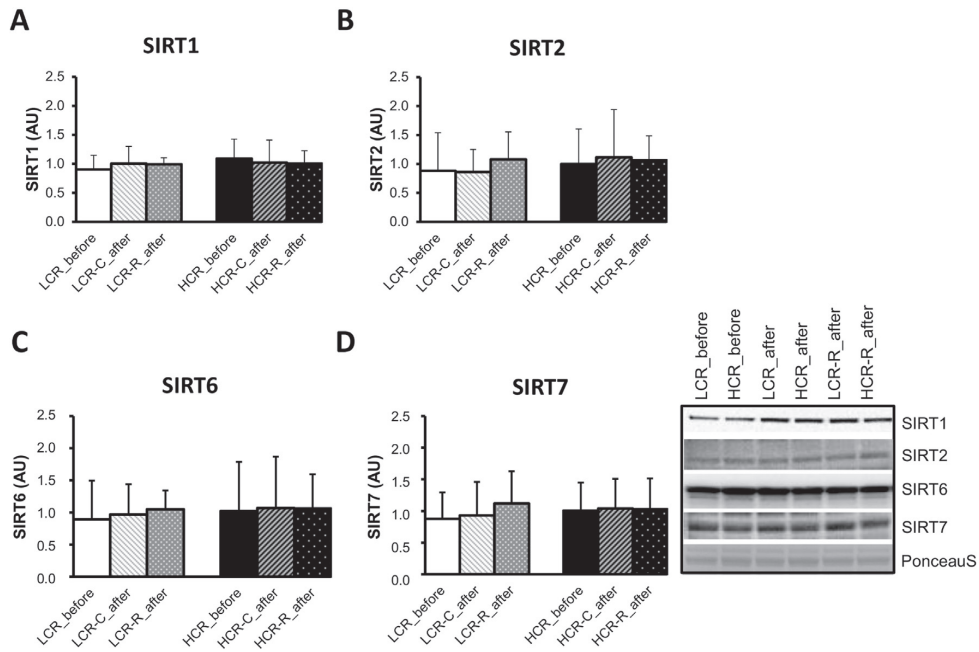 A
SIRT1
SIRT1 (AU)
2.5
2.0
1.5
1.0
0.5
0.0
LCR_before
LCR-C_after
LCR-R_after
HCR_before
HCR-C_after
HCR-R_after
B
SIRT2
SIRT2 (AU)
2.5
2.0
1.5
1.0
0.5
0.0
LCR_before
LCR-C_after
LCR-R_after
HCR_before
HCR-C_after
HCR-R_after
C
SIRT6
SIRT6 (AU)
2.5
2.0
1.5
1.0
0.5
0.0
LCR_before
LCR-C_after
LCR-R_after
HCR_before
HCR-C_after
HCR-R_after
D
SIRT7
SIRT7 (AU)
2.5
2.0
1.5
1.0
0.5
0.0
LCR_before
LCR-C_after
LCR-R_after
HCR_before
HCR-C_after
HCR-R_after
LCR_before
HCR_before
LCR_after
HCR_after
LCR-R_after
HCR-R_after
SIRT1
SIRT2
SIRT6
SIRT7
PonceauS